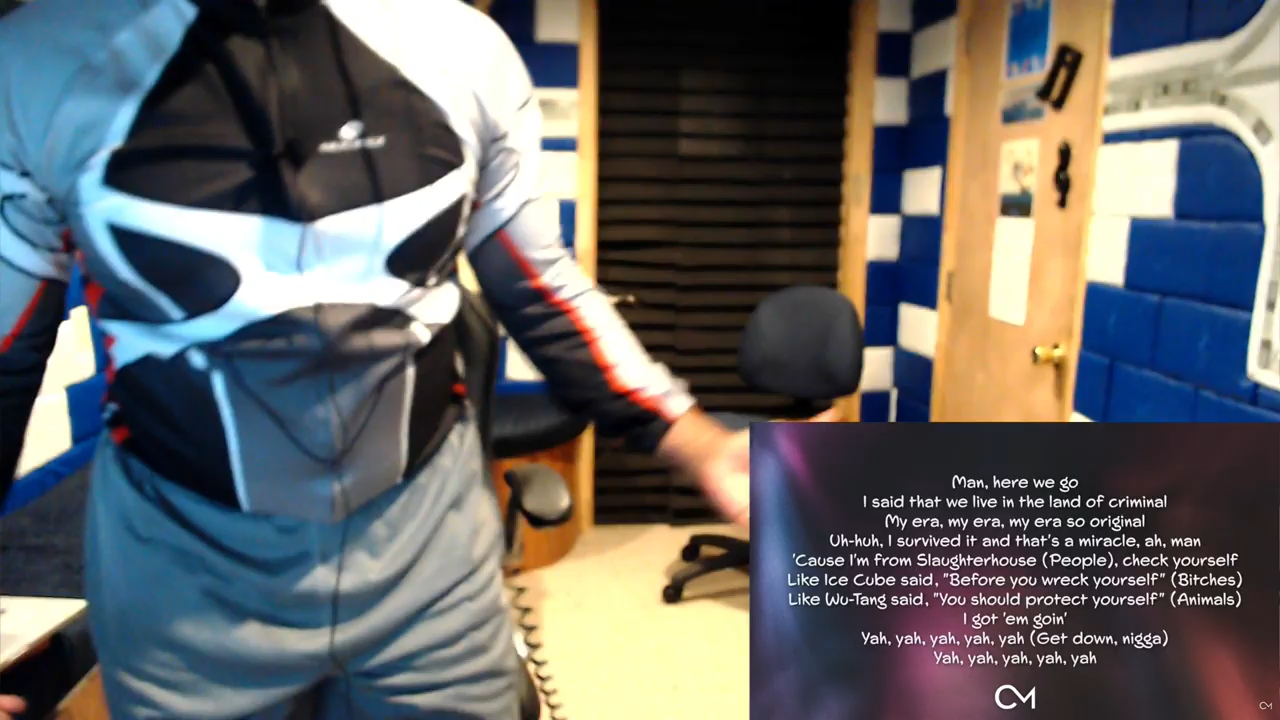 Man, here we go
I said that we live in the land of criminal
My era, my era, my era so original
Uh-huh, I survived it and that's a miracle, ah, man
'Cause I'm from Slaughterhouse (People), check yourself
Like Ice Cube said, "Before you wreck yourself" (Bitches)
Like Wu-Tang said, "You should protect yourself" (Animals)
I got 'em goin'
Yah, yah, yah, yah, yah (Get down, nigga)
Yah, yah, yah, yah, yah
CM
CM